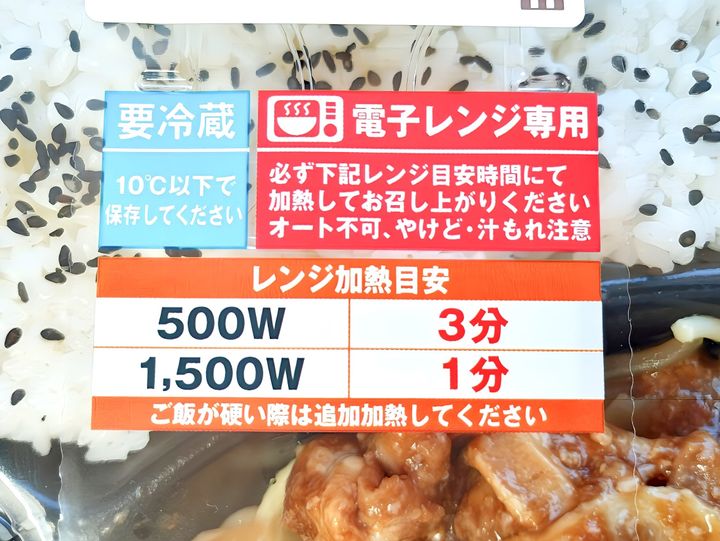 要冷蔵
10℃以下で
保存してください
電子レンジ専用
必ず下記レンジ目安時間にて
加熱してお召し上がりください
オート不可、やけど・汁もれ注意
レンジ加熱目安
500W 3分
1,500W 1分
ご飯が硬い際は追加加熱してください